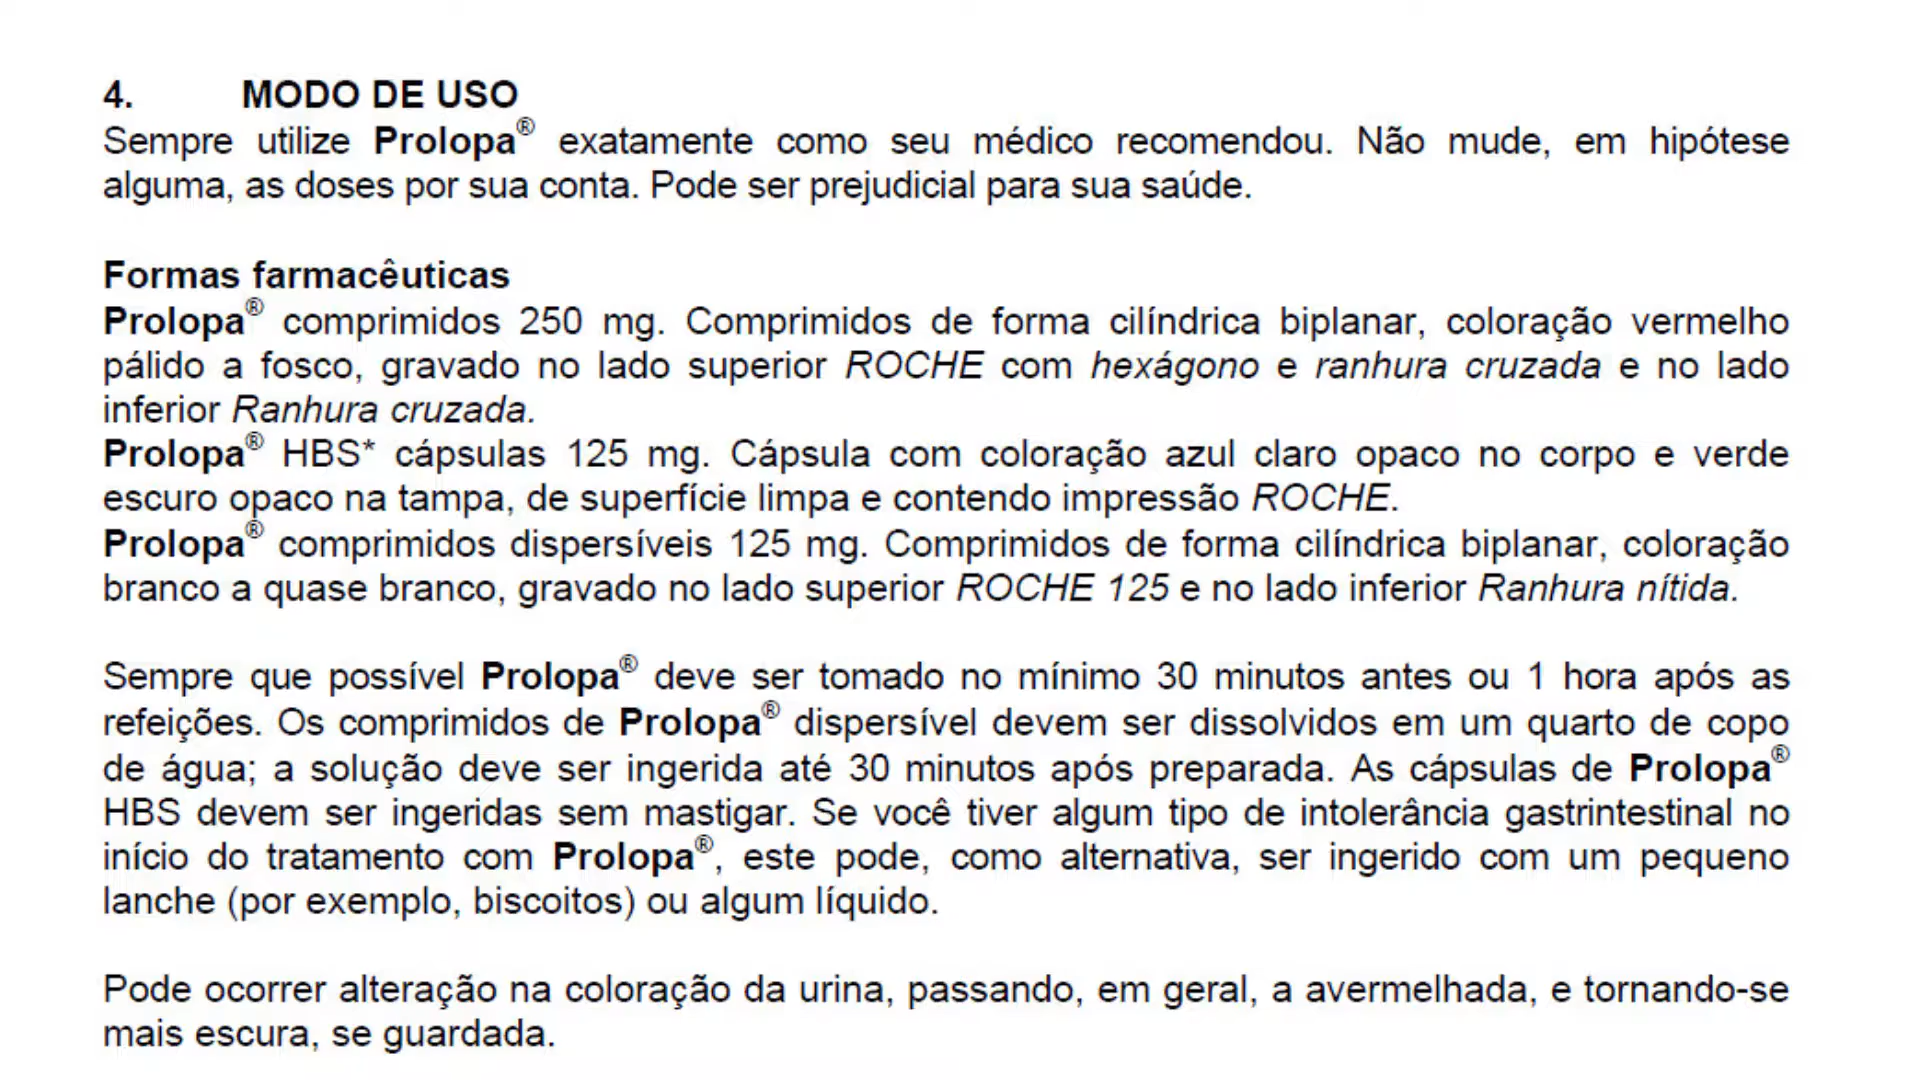 4. MODO DE USO
Sempre utilize Prolopa® exatamente como seu médico recomendou. Não mude, em hipótese
alguma, as doses por sua conta. Pode ser prejudicial para sua saúde.
Formas farmacêuticas
Prolopa® comprimidos 250 mg. Comprimidos de forma cilíndrica biplanar, coloração vermelho
pálido a fosco, gravado no lado superior ROCHE com hexágono e ranhura cruzada e no lado
inferior Ranhura cruzada.
Prolopa® HBS* cápsulas 125 mg. Cápsula com coloração azul claro opaco no corpo e verde
escuro opaco na tampa, de superfície limpa e contendo impressão ROCHE.
Prolopa® comprimidos dispersíveis 125 mg. Comprimidos de forma cilíndrica biplanar, coloração
branco a quase branco, gravado no lado superior ROCHE 125 e no lado inferior Ranhura nítida.
Sempre que possível Prolopa® deve ser tomado no mínimo 30 minutos antes ou 1 hora após as
refeições. Os comprimidos de Prolopa® dispersível devem ser dissolvidos em um quarto de copo
de água; a solução deve ser ingerida até 30 minutos após preparada. As cápsulas de Prolopa®
HBS devem ser ingeridas sem mastigar. Se você tiver algum tipo de intolerância gastrintestinal no
início do tratamento com Prolopa®, este pode, como alternativa, ser ingerido com um pequeno
lanche (por exemplo, biscoitos) ou algum líquido.
Pode ocorrer alteração na coloração da urina, passando, em geral, a avermelhada, e tornando-se
mais escura, se guardada.